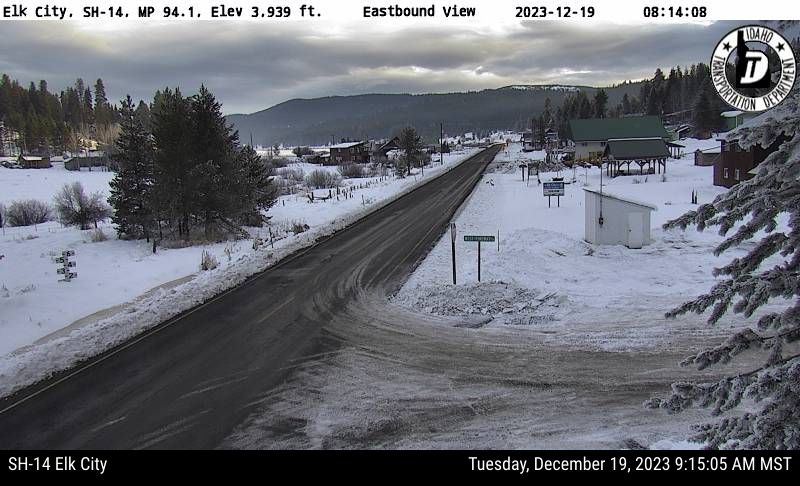 Elk City, SH-14, MP 94.1, Elev 3,939 ft. Eastbound View 2023-12-19 08:14:08
IDAHO
TRANSPORTATION DEPARTMENT
SH-14 Elk City Tuesday, December 19, 2023 9:15:05 AM MST